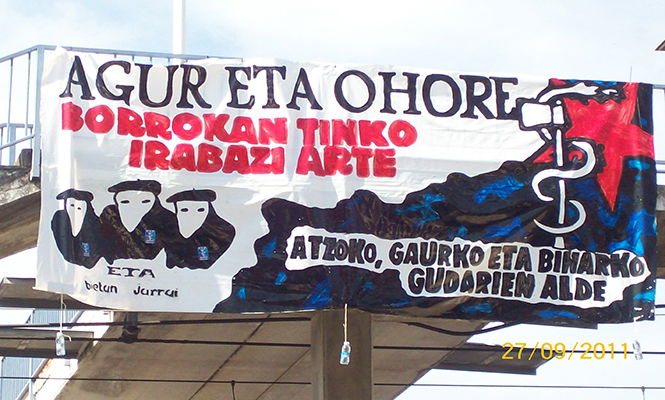 AGUR ETA OHORE
BORROKAN TINKO
IRABAZI ARTE
ETA
bietan Jarrai
ATZOKO, GAURKO ETA BIHARKO
GUDARIEN ALDE
27/09/2011